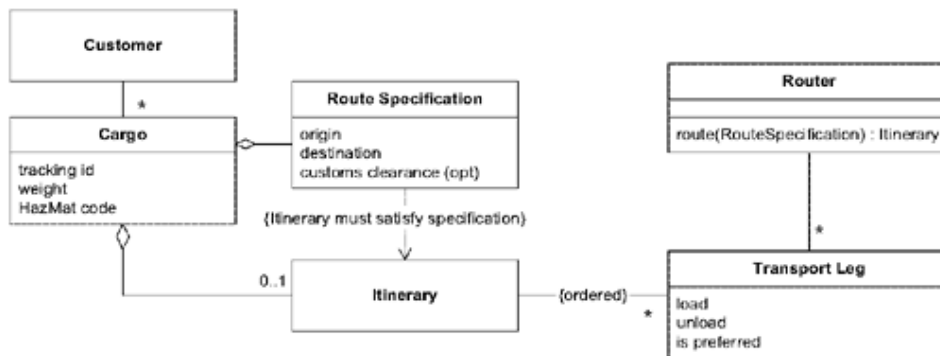 Customer
*
Cargo
tracking id
weight
HazMat code
Route Specification
origin
destination
customs clearance (opt)
{Itinerary must satisfy specification}
0..1
Itinerary
{ordered}
*
Router
route(RouteSpecification) : Itinerary
*
Transport Leg
load
unload
is preferred